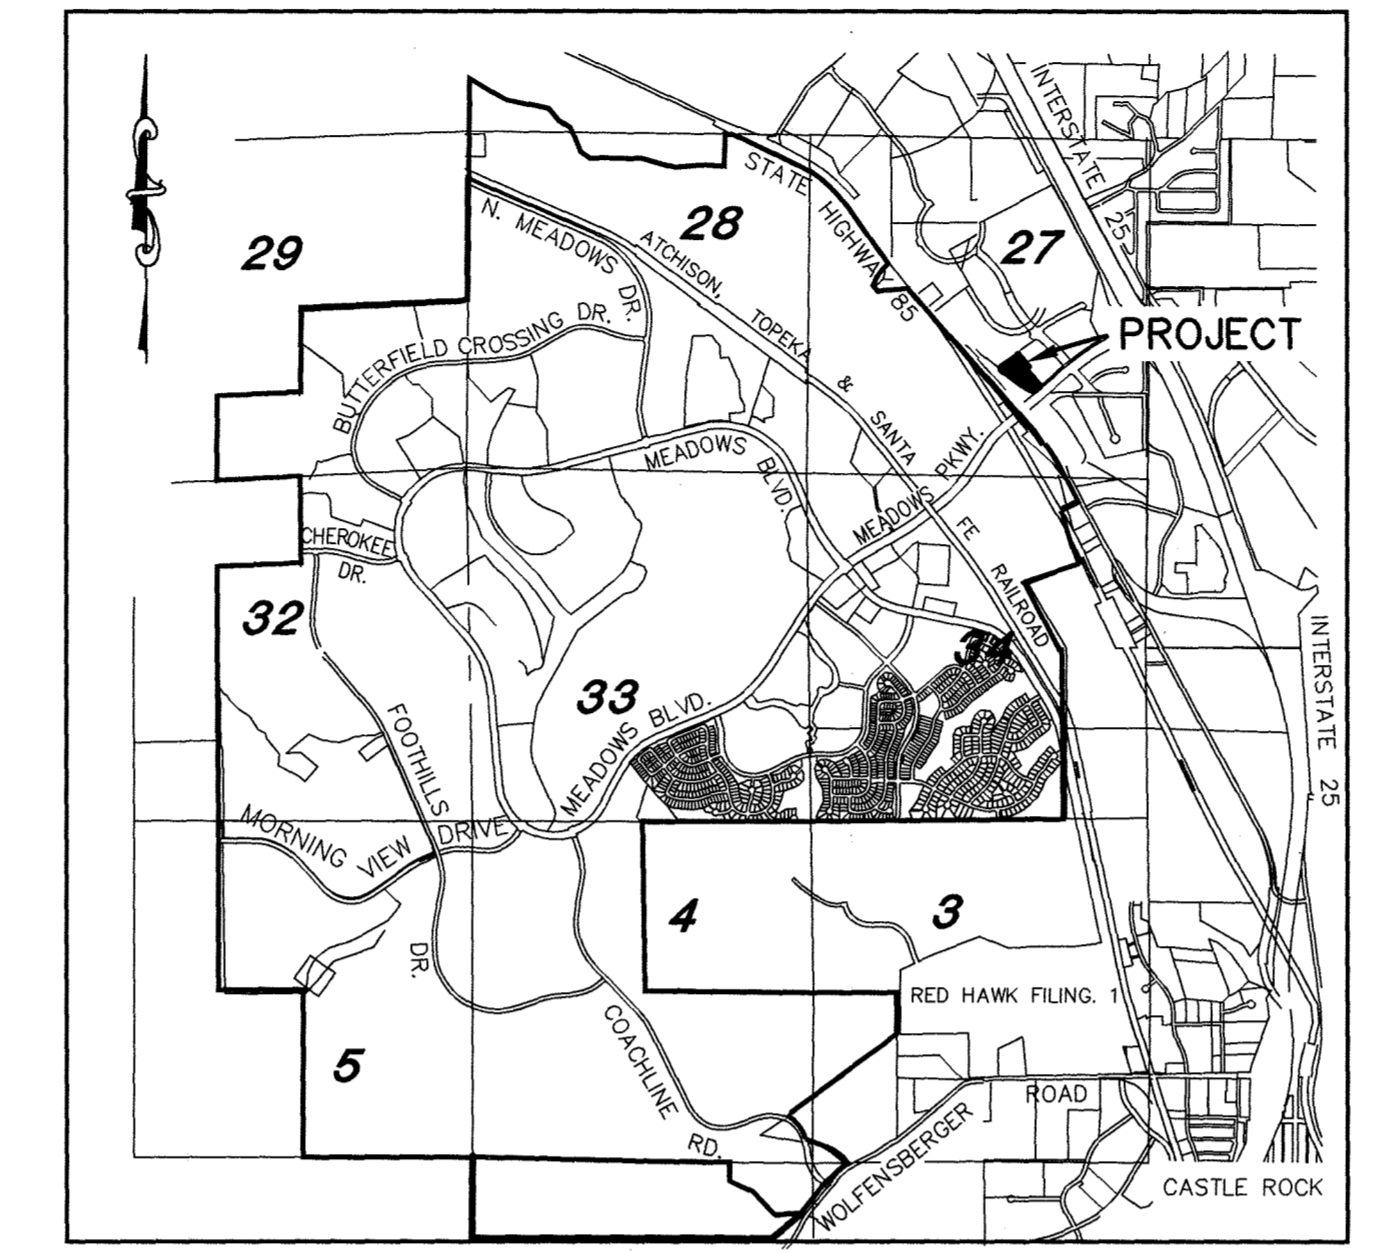 INTERSTATE 25
STATE HIGHWAY 85
28
27
29
N. MEADOWS DR.
ATCHISON, TOPEKA & SANTA FE RAILROAD
PROJECT
BUTTERFIELD CROSSING DR.
MEADOWS BLVD.
MEADOWS PKWY.
CHEROKEE DR.
32
34
33
MEADOWS BLVD.
INTERSTATE 25
FOOTHILLS DR.
MORNING VIEW DRIVE
4
3
RED HAWK FILING. 1
5
COACHLINE RD.
WOLFENSBERGER ROAD
CASTLE ROCK